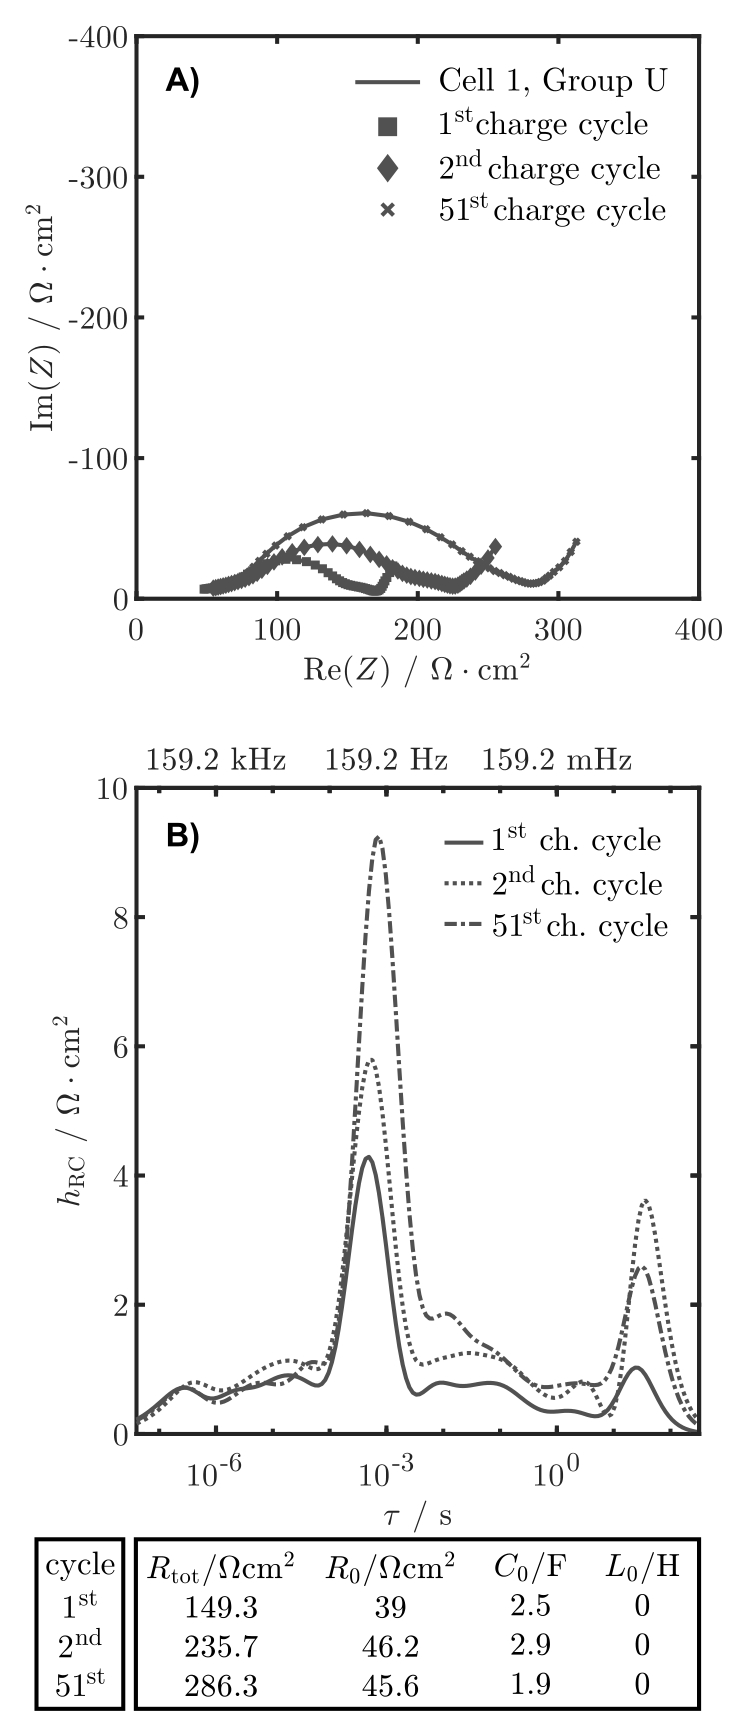 A)
Cell 1, Group U
1st charge cycle
2nd charge cycle
51st charge cycle
-400
-300
-200
-100
0
Im(Z) / Ω · cm²
0 100 200 300 400
Re(Z) / Ω · cm²
159.2 kHz 159.2 Hz 159.2 mHz
B)
1st ch. cycle
2nd ch. cycle
51st ch. cycle
10
8
6
4
2
0
hRC / Ω · cm²
10⁻⁶ 10⁻³ 10⁰
τ / s
cycle Rtot/Ωcm² R0/Ωcm² C0/F L0/H
1st 149.3 39 2.5 0
2nd 235.7 46.2 2.9 0
51st 286.3 45.6 1.9 0